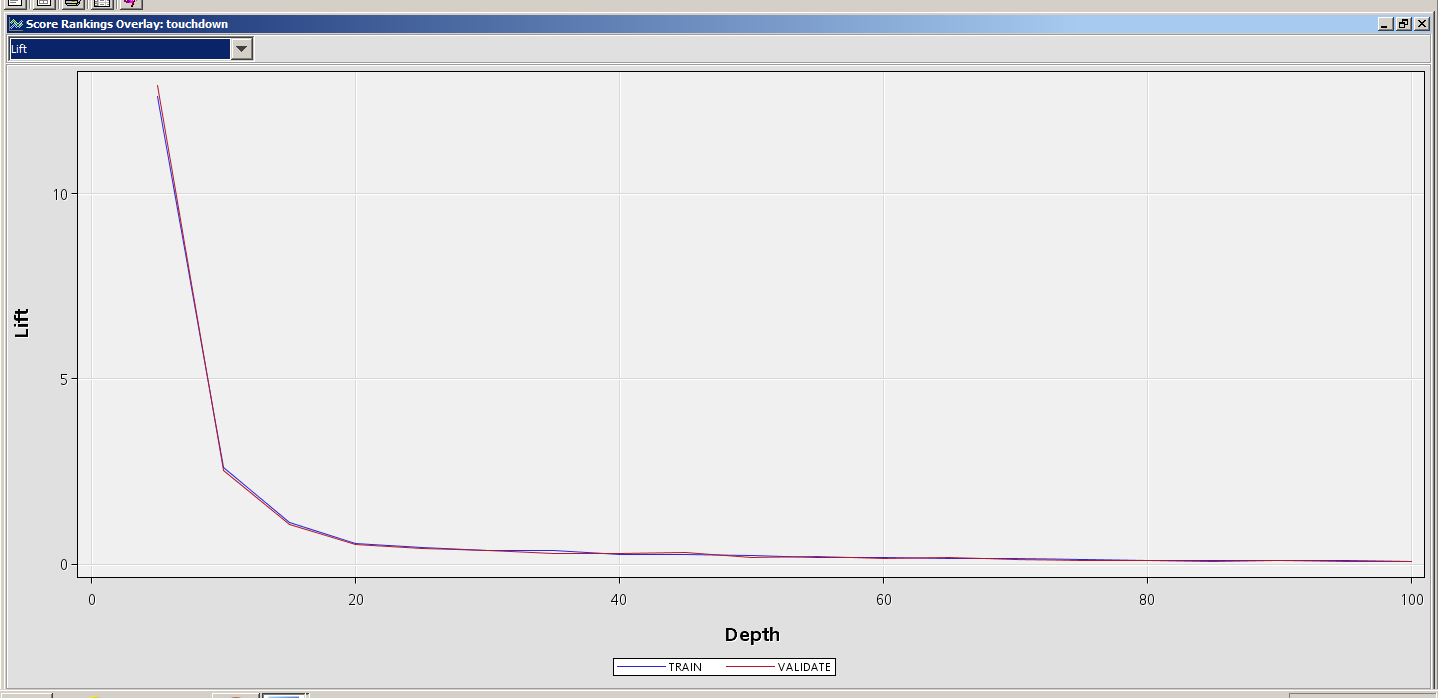 Score Rankings Overlay: touchdown
Lift
10
5
0
Lift
0 20 40 60 80 100
Depth
TRAIN VALIDATE